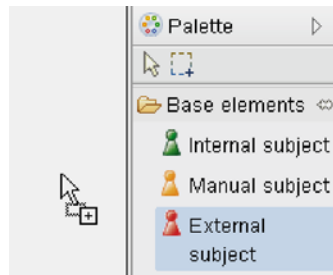 Palette
Base elements
Internal subject
Manual subject
External
subject